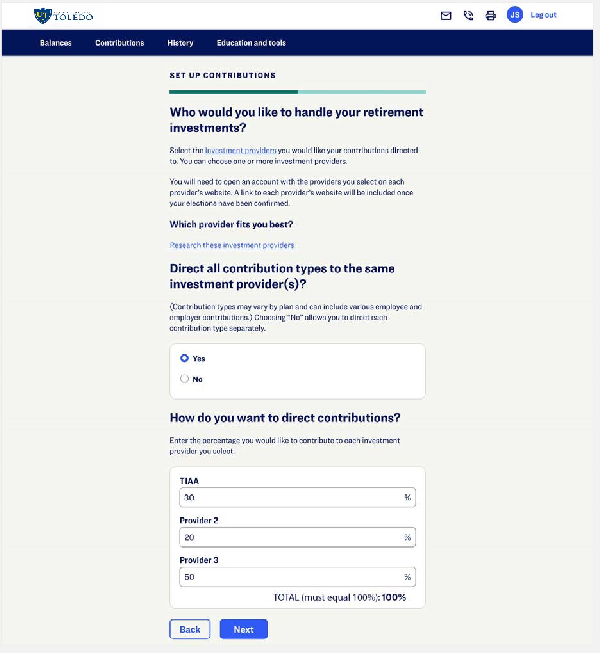 TOLEDO
JS
Log out
Balances
Contributions
History
Education and tools
SET UP CONTRIBUTIONS
Who would you like to handle your retirement
investments?
Select the investment providers you would like your contributions directed
to. You can choose one or more investment providers.
You will need to open an account with the providers you select on each
provider's website. A link to each provider's website will be included once
your elections have been confirmed.
Which provider fits you best?
Research these investment providers
Direct all contribution types to the same
investment provider(s)?
(Contribution types may vary by plan and can include various employee and
employer contributions.) Choosing "No" allows you to direct each
contribution type separately.
Yes
No
How do you want to direct contributions?
Enter the percentage you would like to contribute to each investment
provider you select.
TIAA
30 %
Provider 2
20 %
Provider 3
50 %
TOTAL (must equal 100%): 100%
Back
Next